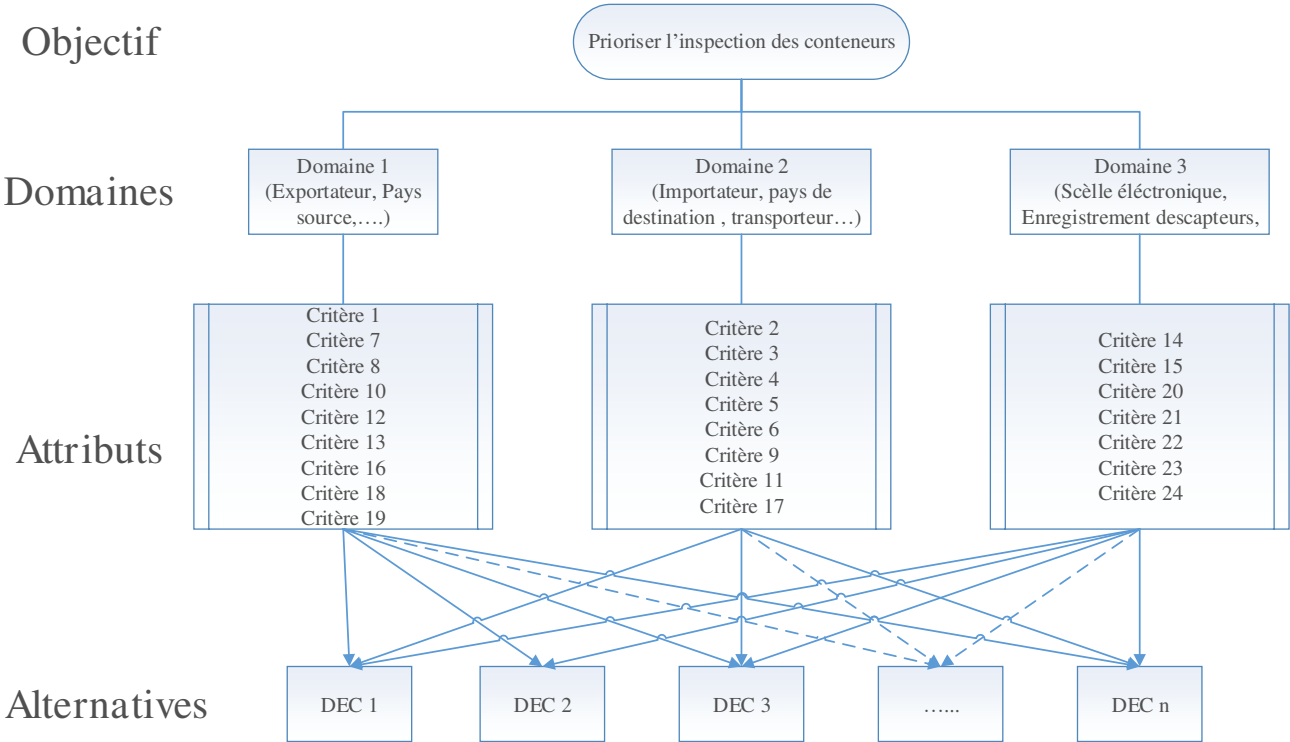 Objectif
Prioriser l’inspection des conteneurs
Domaines
Domaine 1
(Exportateur, Pays
source,….)
Domaine 2
(Importateur, pays de
destination , transporteur…)
Domaine 3
(Scèlle éléctronique,
Enregistrement descapteurs,
Attributs
Critère 1
Critère 7
Critère 8
Critère 10
Critère 12
Critère 13
Critère 16
Critère 18
Critère 19
Critère 2
Critère 3
Critère 4
Critère 5
Critère 6
Critère 9
Critère 11
Critère 17
Critère 14
Critère 15
Critère 20
Critère 21
Critère 22
Critère 23
Critère 24
Alternatives
DEC 1
DEC 2
DEC 3
…...
DEC n